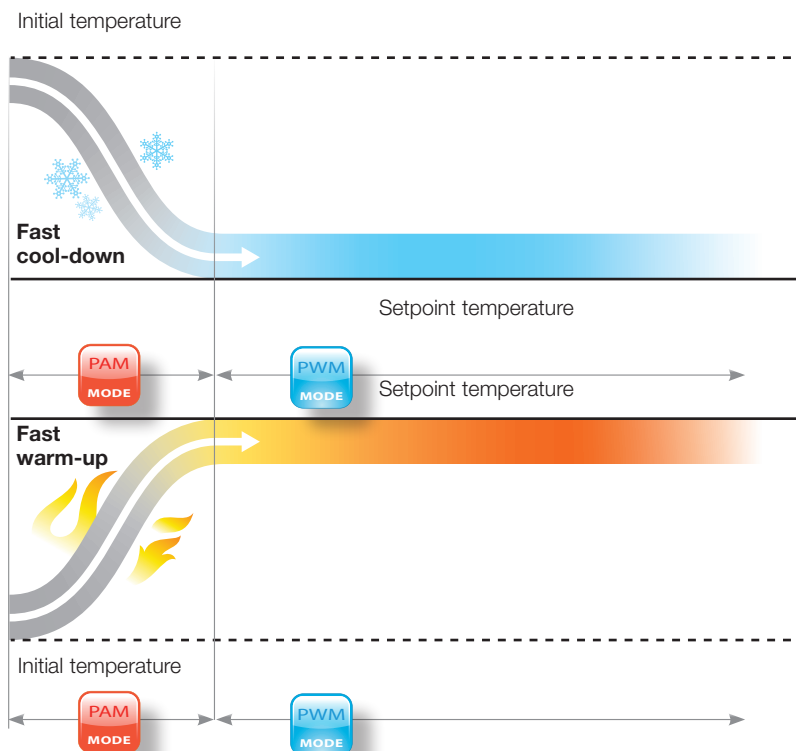 Initial temperature
Fast
cool-down
Setpoint temperature
PAM
MODE
PWM
MODE
Setpoint temperature
Fast
warm-up
Initial temperature
PAM
MODE
PWM
MODE